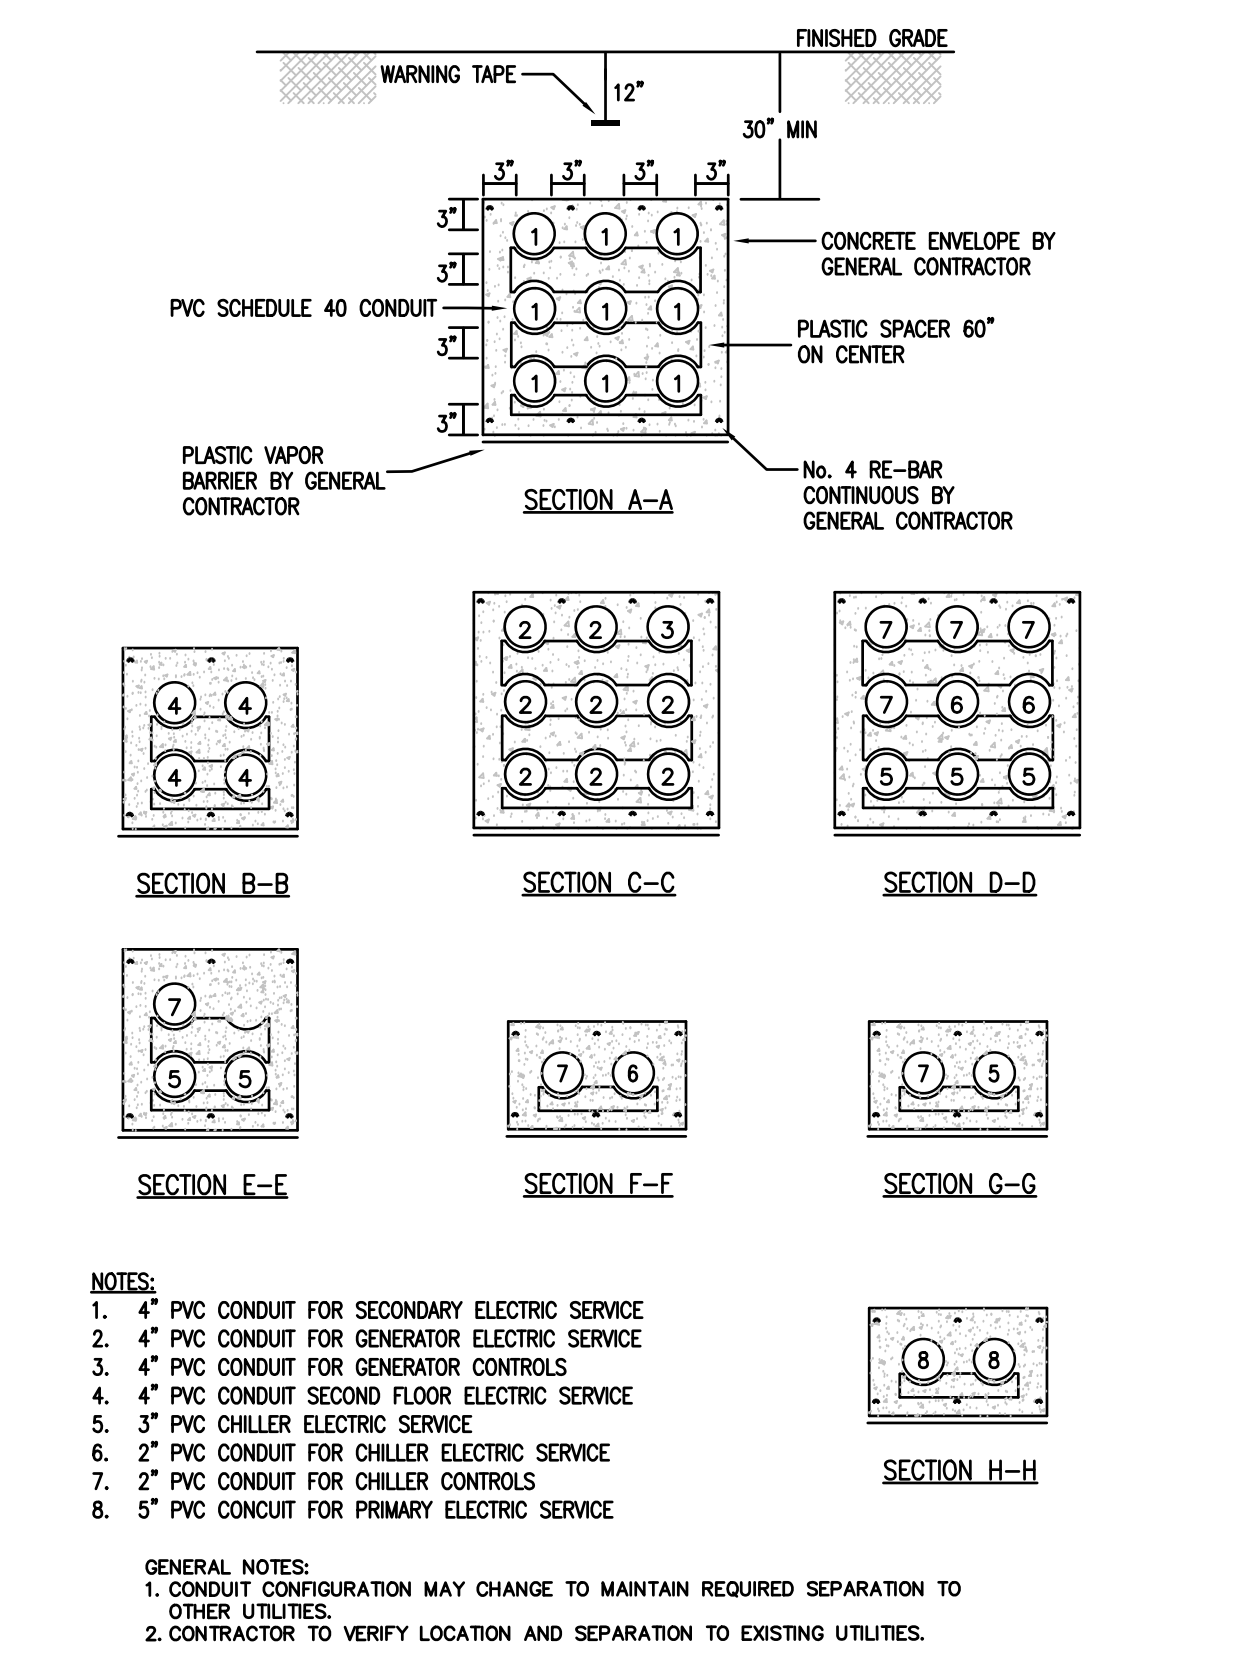 FINISHED GRADE
WARNING TAPE
12"
30" MIN
3" 3" 3" 3"
3"
1 1 1
CONCRETE ENVELOPE BY
GENERAL CONTRACTOR
3"
PVC SCHEDULE 40 CONDUIT
1 1 1
PLASTIC SPACER 60"
ON CENTER
3"
1 1 1
3"
PLASTIC VAPOR
BARRIER BY GENERAL
CONTRACTOR
No. 4 RE-BAR
CONTINUOUS BY
GENERAL CONTRACTOR
SECTION A-A
4 4
4 4
SECTION B-B
2 2 3
2 2 2
2 2 2
SECTION C-C
7 7 7
7 6 6
5 5 5
SECTION D-D
7
5 5
SECTION E-E
7 6
SECTION F-F
7 5
SECTION G-G
NOTES:
1. 4" PVC CONDUIT FOR SECONDARY ELECTRIC SERVICE
2. 4" PVC CONDUIT FOR GENERATOR ELECTRIC SERVICE
3. 4" PVC CONDUIT FOR GENERATOR CONTROLS
4. 4" PVC CONDUIT SECOND FLOOR ELECTRIC SERVICE
5. 3" PVC CHILLER ELECTRIC SERVICE
6. 2" PVC CONDUIT FOR CHILLER ELECTRIC SERVICE
7. 2" PVC CONDUIT FOR CHILLER CONTROLS
8. 5" PVC CONCUIT FOR PRIMARY ELECTRIC SERVICE
8 8
SECTION H-H
GENERAL NOTES:
1. CONDUIT CONFIGURATION MAY CHANGE TO MAINTAIN REQUIRED SEPARATION TO
OTHER UTILITIES.
2. CONTRACTOR TO VERIFY LOCATION AND SEPARATION TO EXISTING UTILITIES.